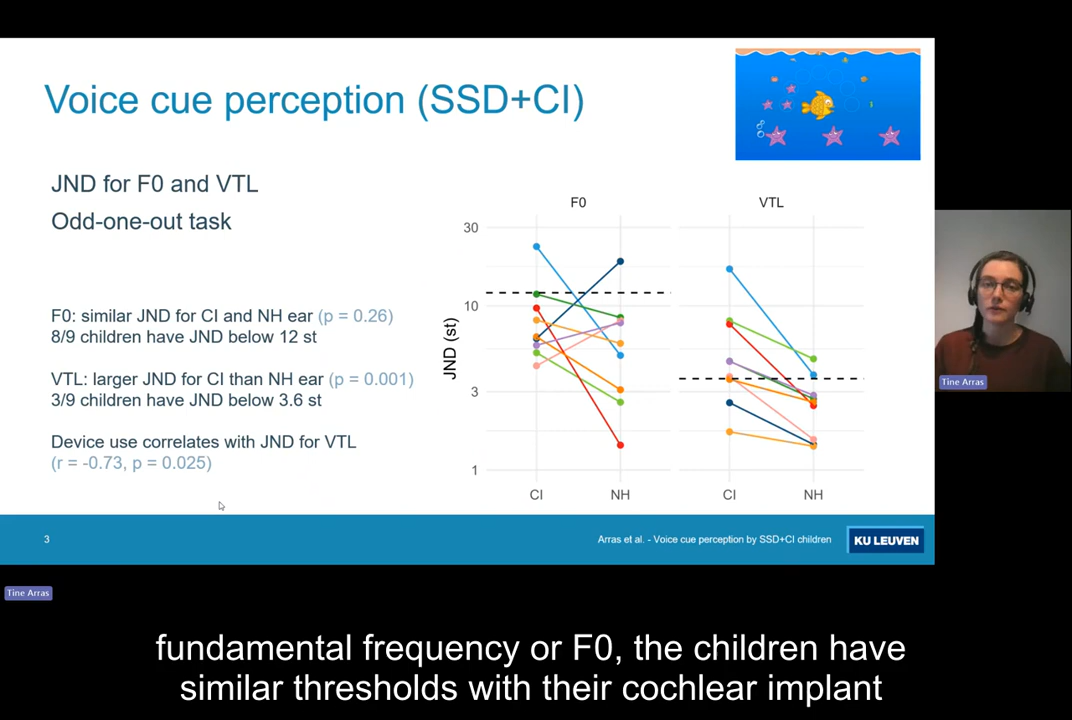 Voice cue perception (SSD+CI)
JND for F0 and VTL
Odd-one-out task
F0: similar JND for CI and NH ear (p = 0.26)
8/9 children have JND below 12 st
VTL: larger JND for CI than NH ear (p = 0.001)
3/9 children have JND below 3.6 st
Device use correlates with JND for VTL
(r = -0.73, p = 0.025)
F0
VTL
JND (st)
30
10
3
1
CI
NH
CI
NH
Tine Arras
3
Arras et al. - Voice cue perception by SSD+CI children
KU LEUVEN
Tine Arras
fundamental frequency or F0, the children have
similar thresholds with their cochlear implant